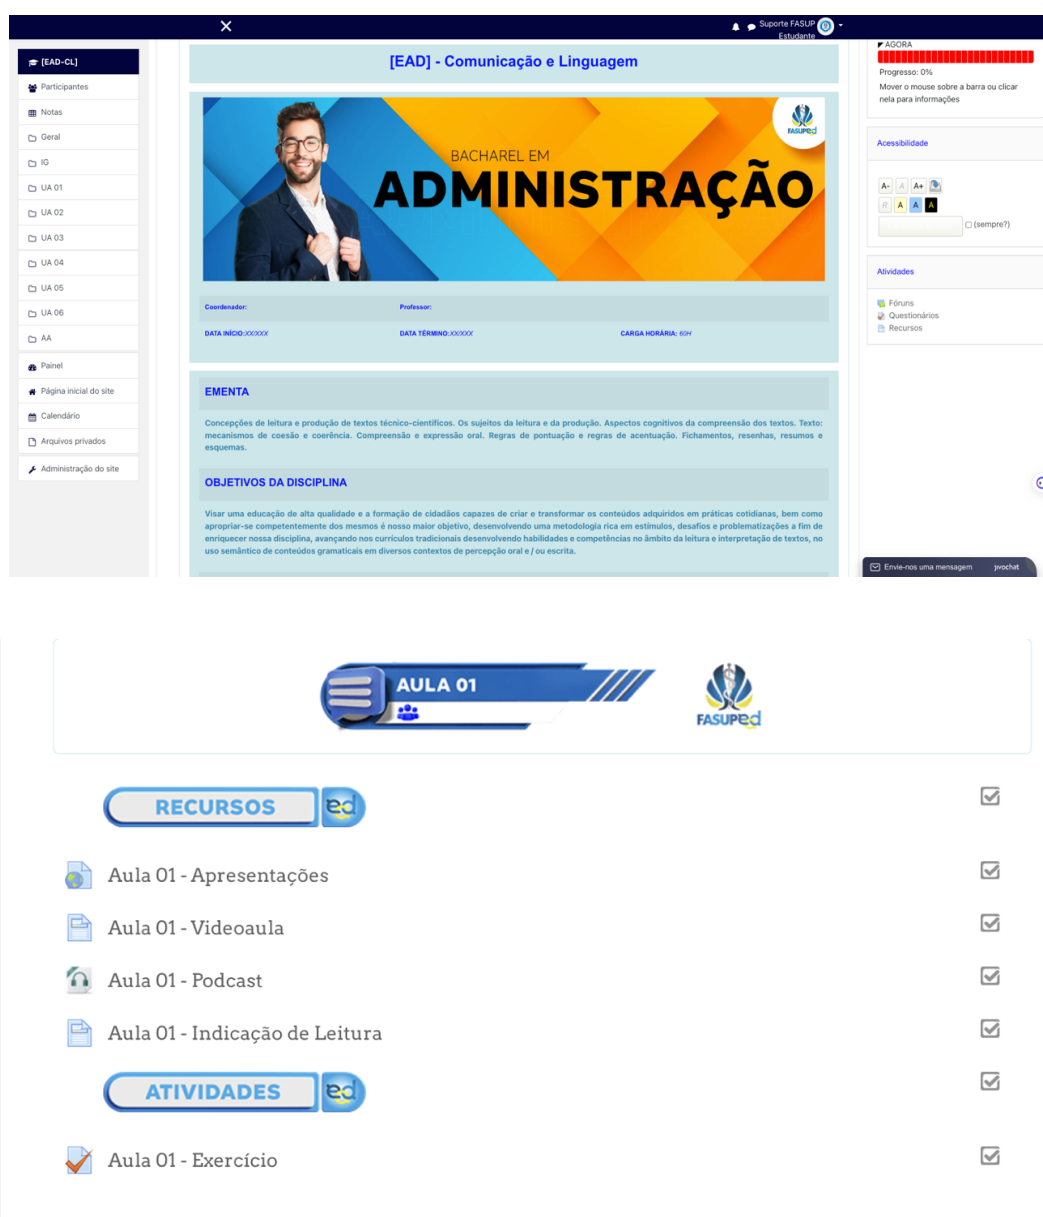 Suporte FASUP
Estudante
[EAD-CL]
Participantes
Notas
Geral
IG
UA 01
UA 02
UA 03
UA 04
UA 05
UA 06
AA
Painel
Página inicial do site
Calendário
Arquivos privados
Administração do site
[EAD] - Comunicação e Linguagem
FASUPED
BACHAREL EM
ADMINISTRAÇÃO
Coordenador: Professor:
DATA INÍCIO:XX/XXX DATA TÉRMINO:XX/XXX CARGA HORÁRIA: 60H
EMENTA
Concepções de leitura e produção de textos técnico-científicos. Os sujeitos da leitura e da produção. Aspectos cognitivos da compreensão dos textos. Texto:
mecanismos de coesão e coerência. Compreensão e expressão oral. Regras de pontuação e regras de acentuação. Fichamentos, resenhas, resumos e
esquemas.
OBJETIVOS DA DISCIPLINA
Visar uma educação de alta qualidade e a formação de cidadãos capazes de criar e transformar os conteúdos adquiridos em práticas cotidianas, bem como
apropriar-se competentemente dos mesmos é nosso maior objetivo, desenvolvendo uma metodologia rica em estímulos, desafios e problematizações a fim de
enriquecer nossa disciplina, avançando nos currículos tradicionais desenvolvendo habilidades e competências no âmbito da leitura e interpretação de textos, no
uso semântico de conteúdos gramaticais em diversos contextos de percepção oral e / ou escrita.
AGORA
Progresso: 0%
Mover o mouse sobre a barra ou clicar
nela para informações
Acessibilidade
A- A A+
R A A A
(sempre?)
Atividades
Fóruns
Questionários
Recursos
Envie-nos uma mensagem
AULA 01
FASUPED
RECURSOS ed
Aula 01 - Apresentações
Aula 01 - Videoaula
Aula 01 - Podcast
Aula 01 - Indicação de Leitura
ATIVIDADES ed
Aula 01 - Exercício